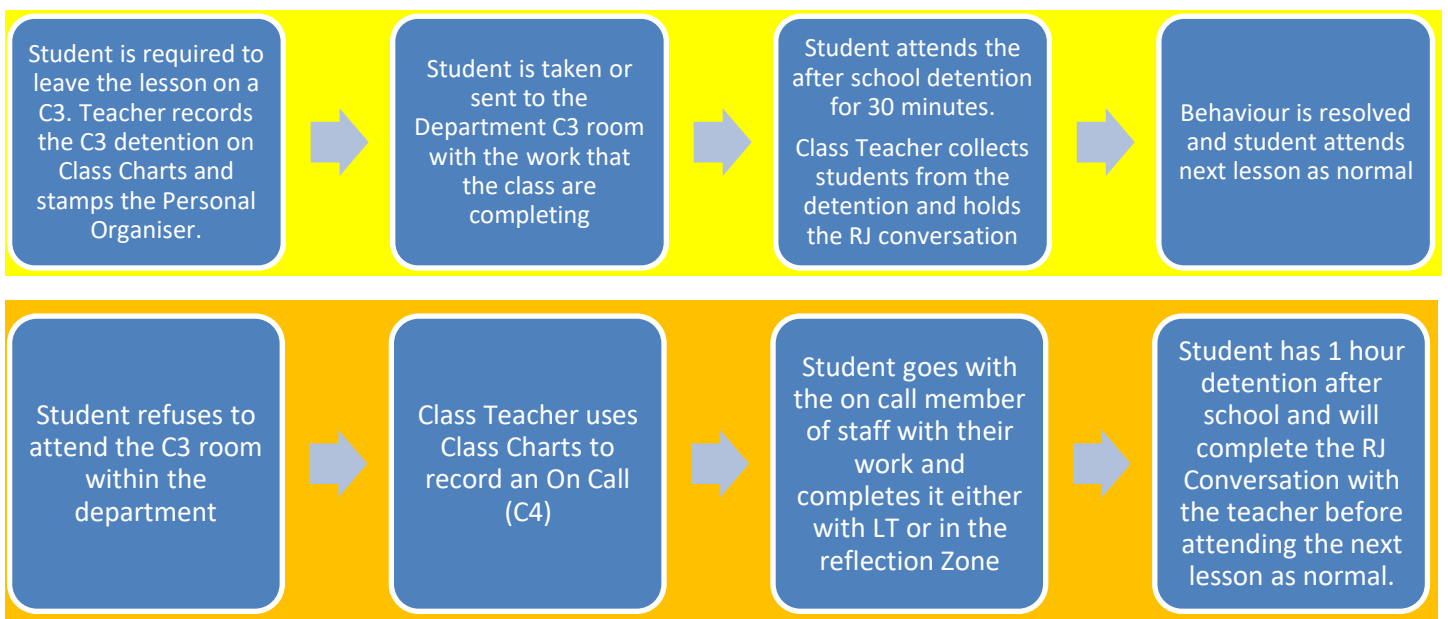 Student is required to
leave the lesson on a
C3. Teacher records
the C3 detention on
Class Charts and
stamps the Personal
Organiser.
Student is taken or
sent to the
Department C3 room
with the work that
the class are
completing
Student attends the
after school detention
for 30 minutes.
Class Teacher collects
students from the
detention and holds
the RJ conversation
Behaviour is resolved
and student attends
next lesson as normal
Student refuses to
attend the C3 room
within the
department
Class Teacher uses
Class Charts to
record an On Call
(C4)
Student goes with
the on call member
of staff with their
work and
completes it either
with LT or in the
reflection Zone
Student has 1 hour
detention after
school and will
complete the RJ
Conversation with
the teacher before
attending the next
lesson as normal.